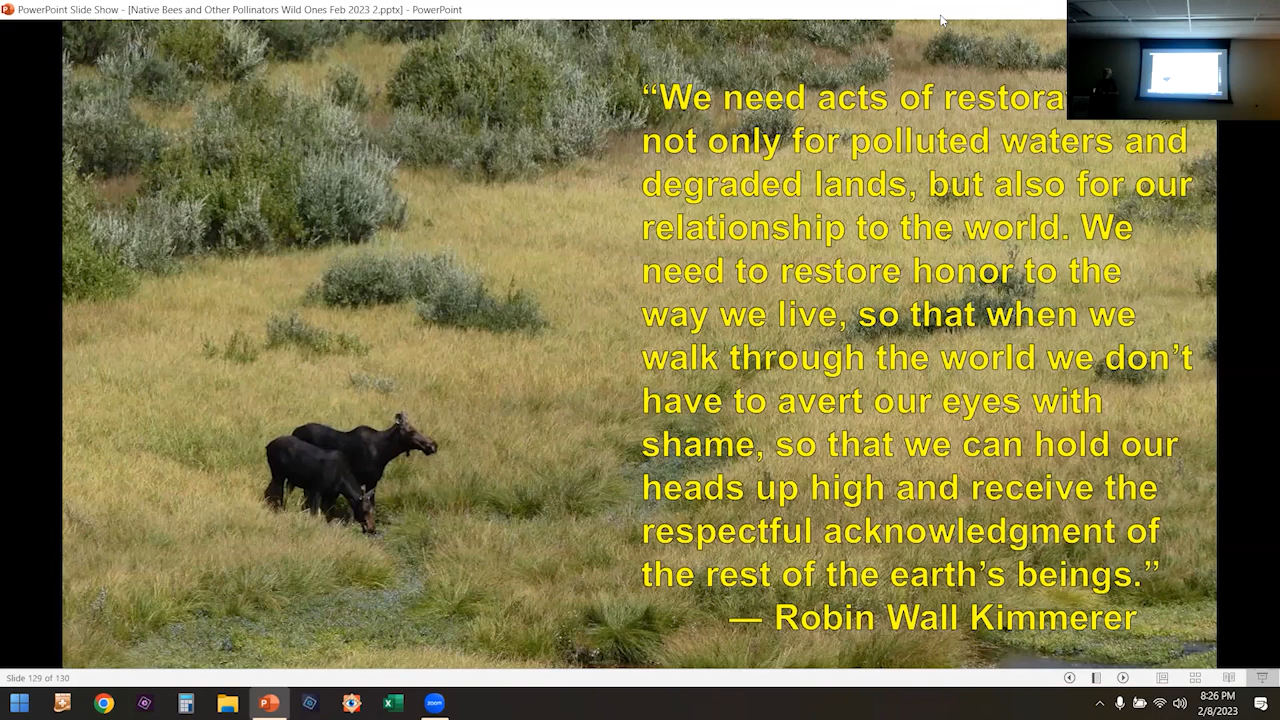 PowerPoint Slide Show - [Native Bees and Other Pollinators Wild Ones Feb 2023 2.pptx] - PowerPoint
“We need acts of restora
not only for polluted waters and
degraded lands, but also for our
relationship to the world. We
need to restore honor to the
way we live, so that when we
walk through the world we don’t
have to avert our eyes with
shame, so that we can hold our
heads up high and receive the
respectful acknowledgment of
the rest of the earth’s beings.”
— Robin Wall Kimmerer
Slide 129 of 130
zoom
8:26 PM
2/8/2023